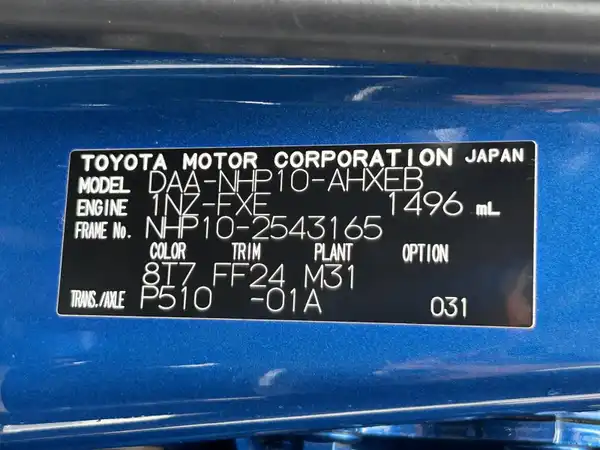 TOYOTA MOTOR CORPORATION JAPAN
MODEL DAA-NHP10-AHXEB
ENGINE 1NZ-FXE 1496 mL
FRAME No. NHP10-2543165
COLOR TRIM PLANT OPTION
8T7 FF24 M31
TRANS./AXLE P510 -01A 031